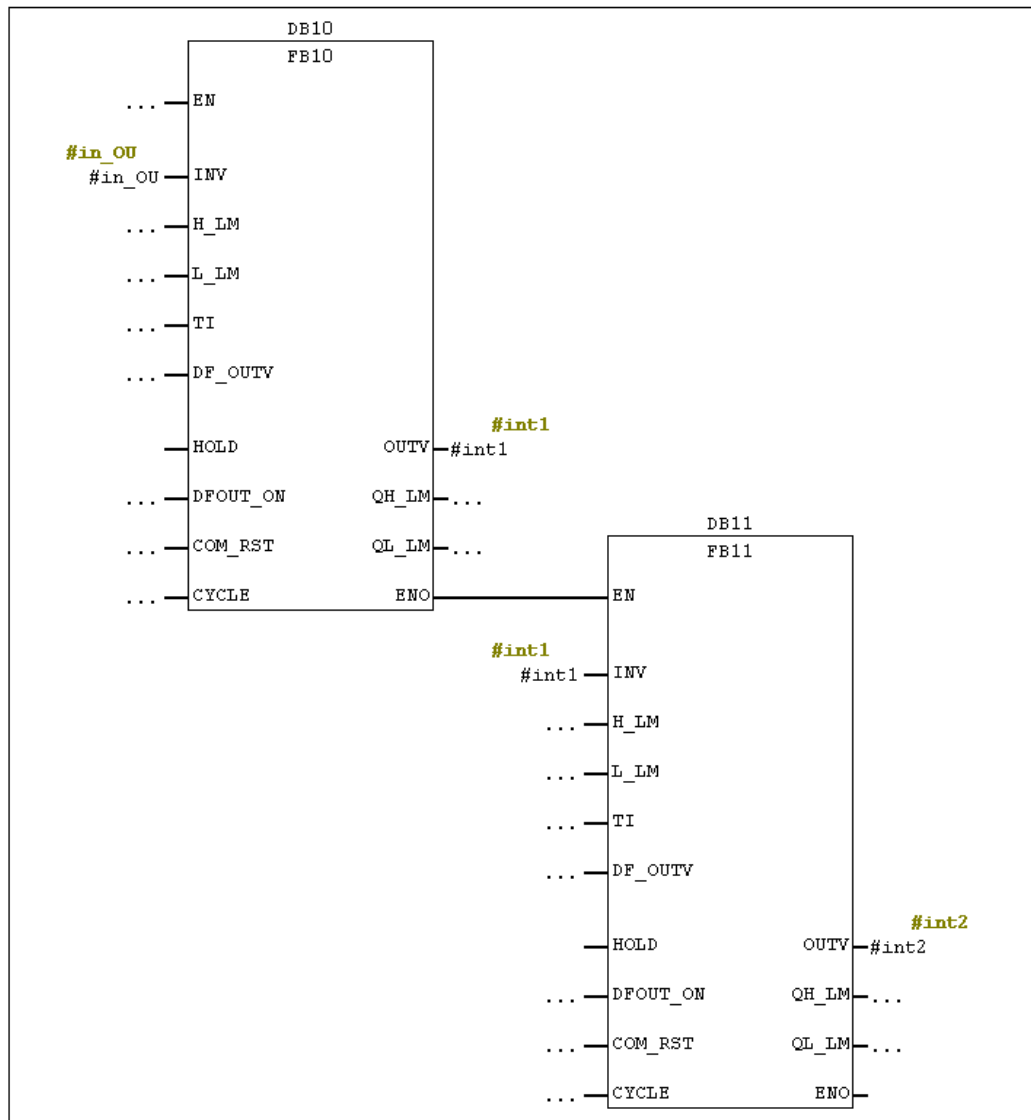 DB10
FB10
... EN
#in_OU
#in_OU INV
... H_LM
... L_LM
... TI
... DF_OUTV
#int1
HOLD OUTV #int1
... DFOUT_ON QH_LM ...
... COM_RST QL_LM ...
... CYCLE ENO
DB11
FB11
EN
#int1
#int1 INV
... H_LM
... L_LM
... TI
... DF_OUTV
#int2
HOLD OUTV #int2
... DFOUT_ON QH_LM ...
... COM_RST QL_LM ...
... CYCLE ENO